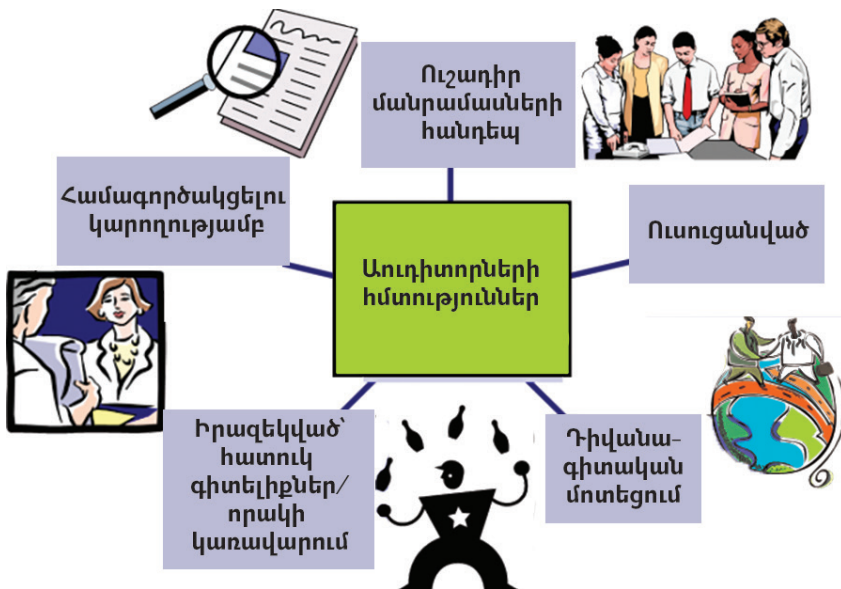 Ուշադիր
մանրամասների
հանդեպ
Համագործակցելու
կարողությամբ
Ուսուցանված
Աուդիտորների
հմտություններ
Իրազեկված՝
հատուկ
գիտելիքներ/
որակի
կառավարում
Դիվանա-
գիտական
մոտեցում